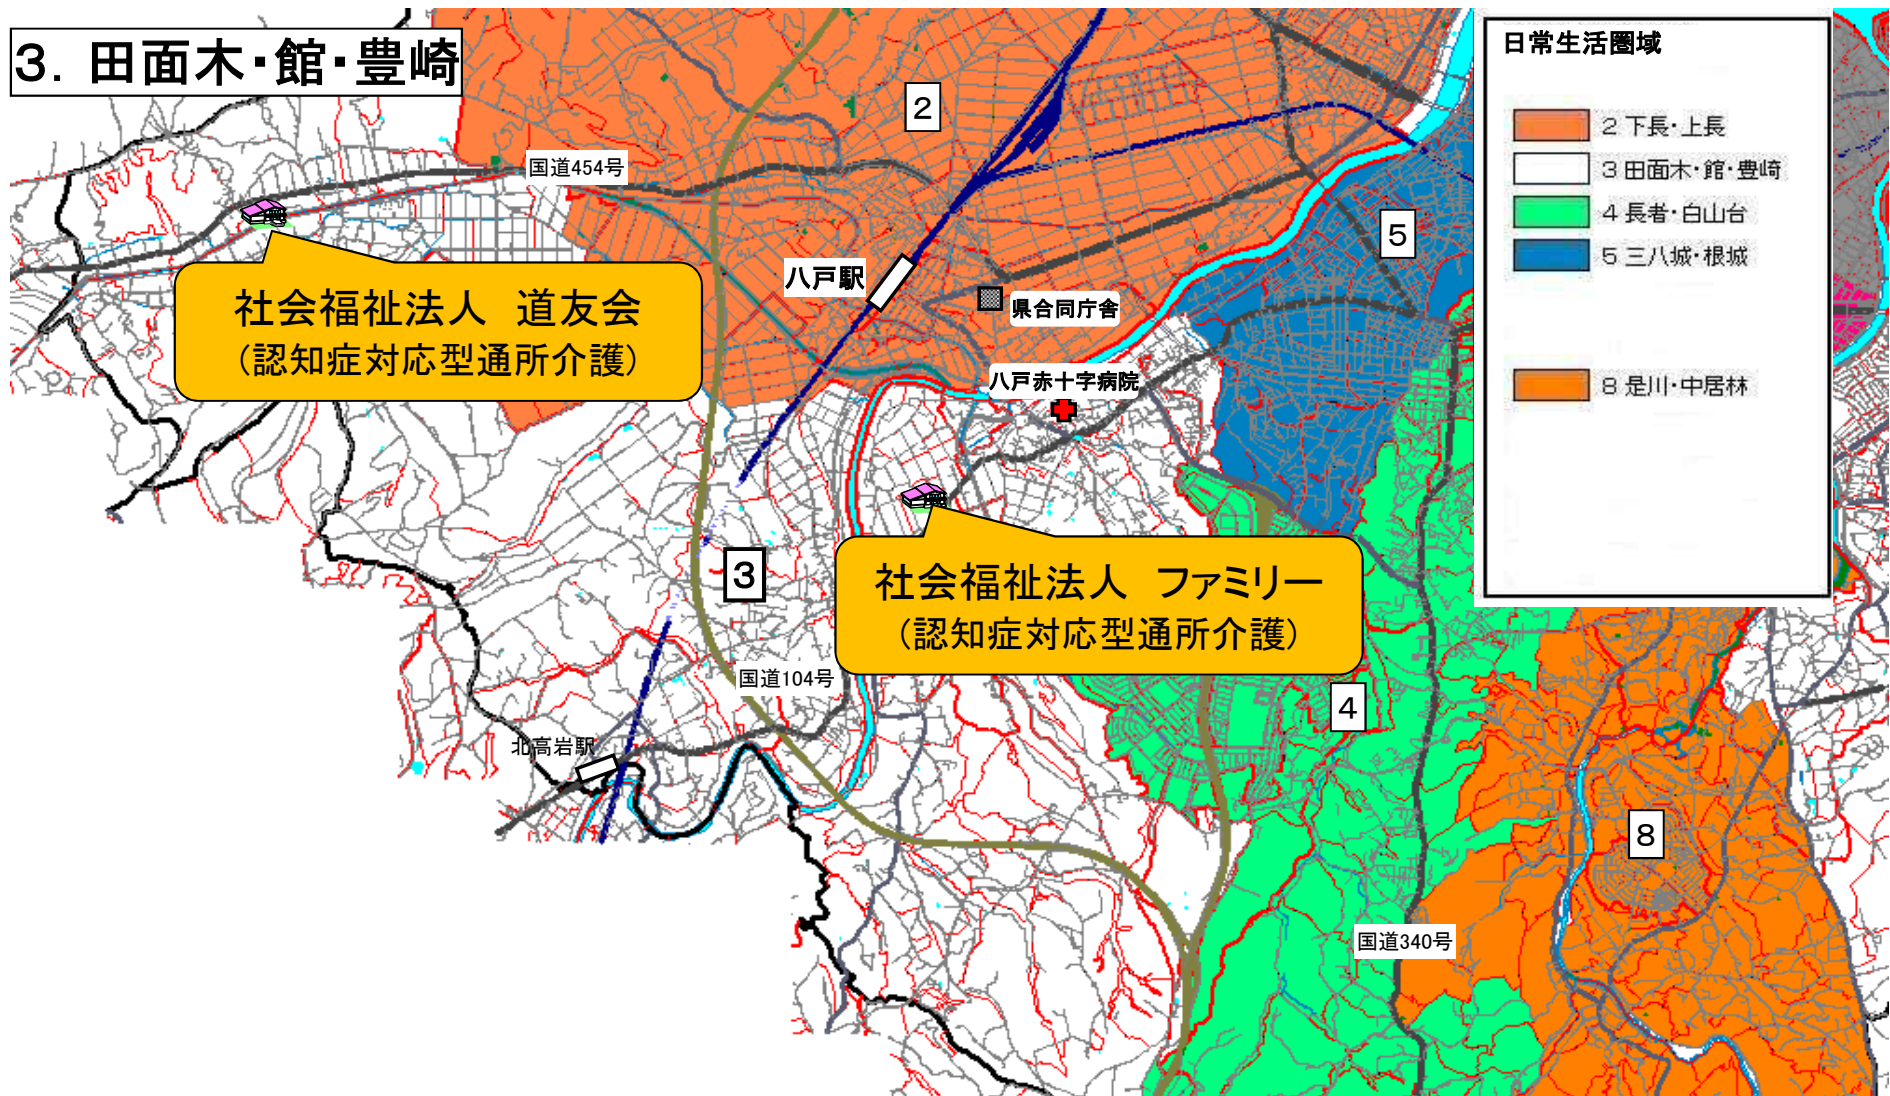 3. 田面木・館・豊崎
2
国道454号
5
八戸駅
県合同庁舎
社会福祉法人 道友会
(認知症対応型通所介護)
八戸赤十字病院
3
社会福祉法人 ファミリー
(認知症対応型通所介護)
国道104号
4
北高岩駅
8
国道340号
日常生活圏域
2 下長・上長
3 田面木・館・豊崎
4 長者・白山台
5 三八城・根城
8 是川・中居林